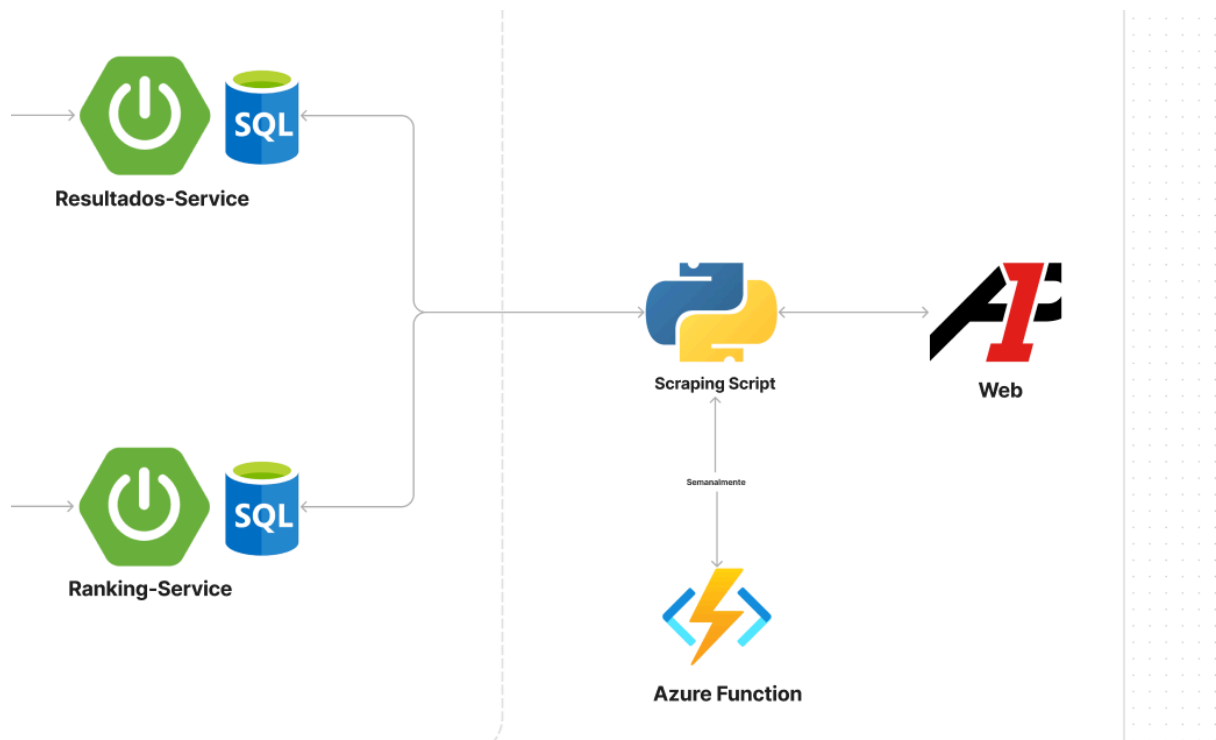 SQL
Resultados-Service
Scraping Script
Web
Semanalmente
SQL
Ranking-Service
Azure Function